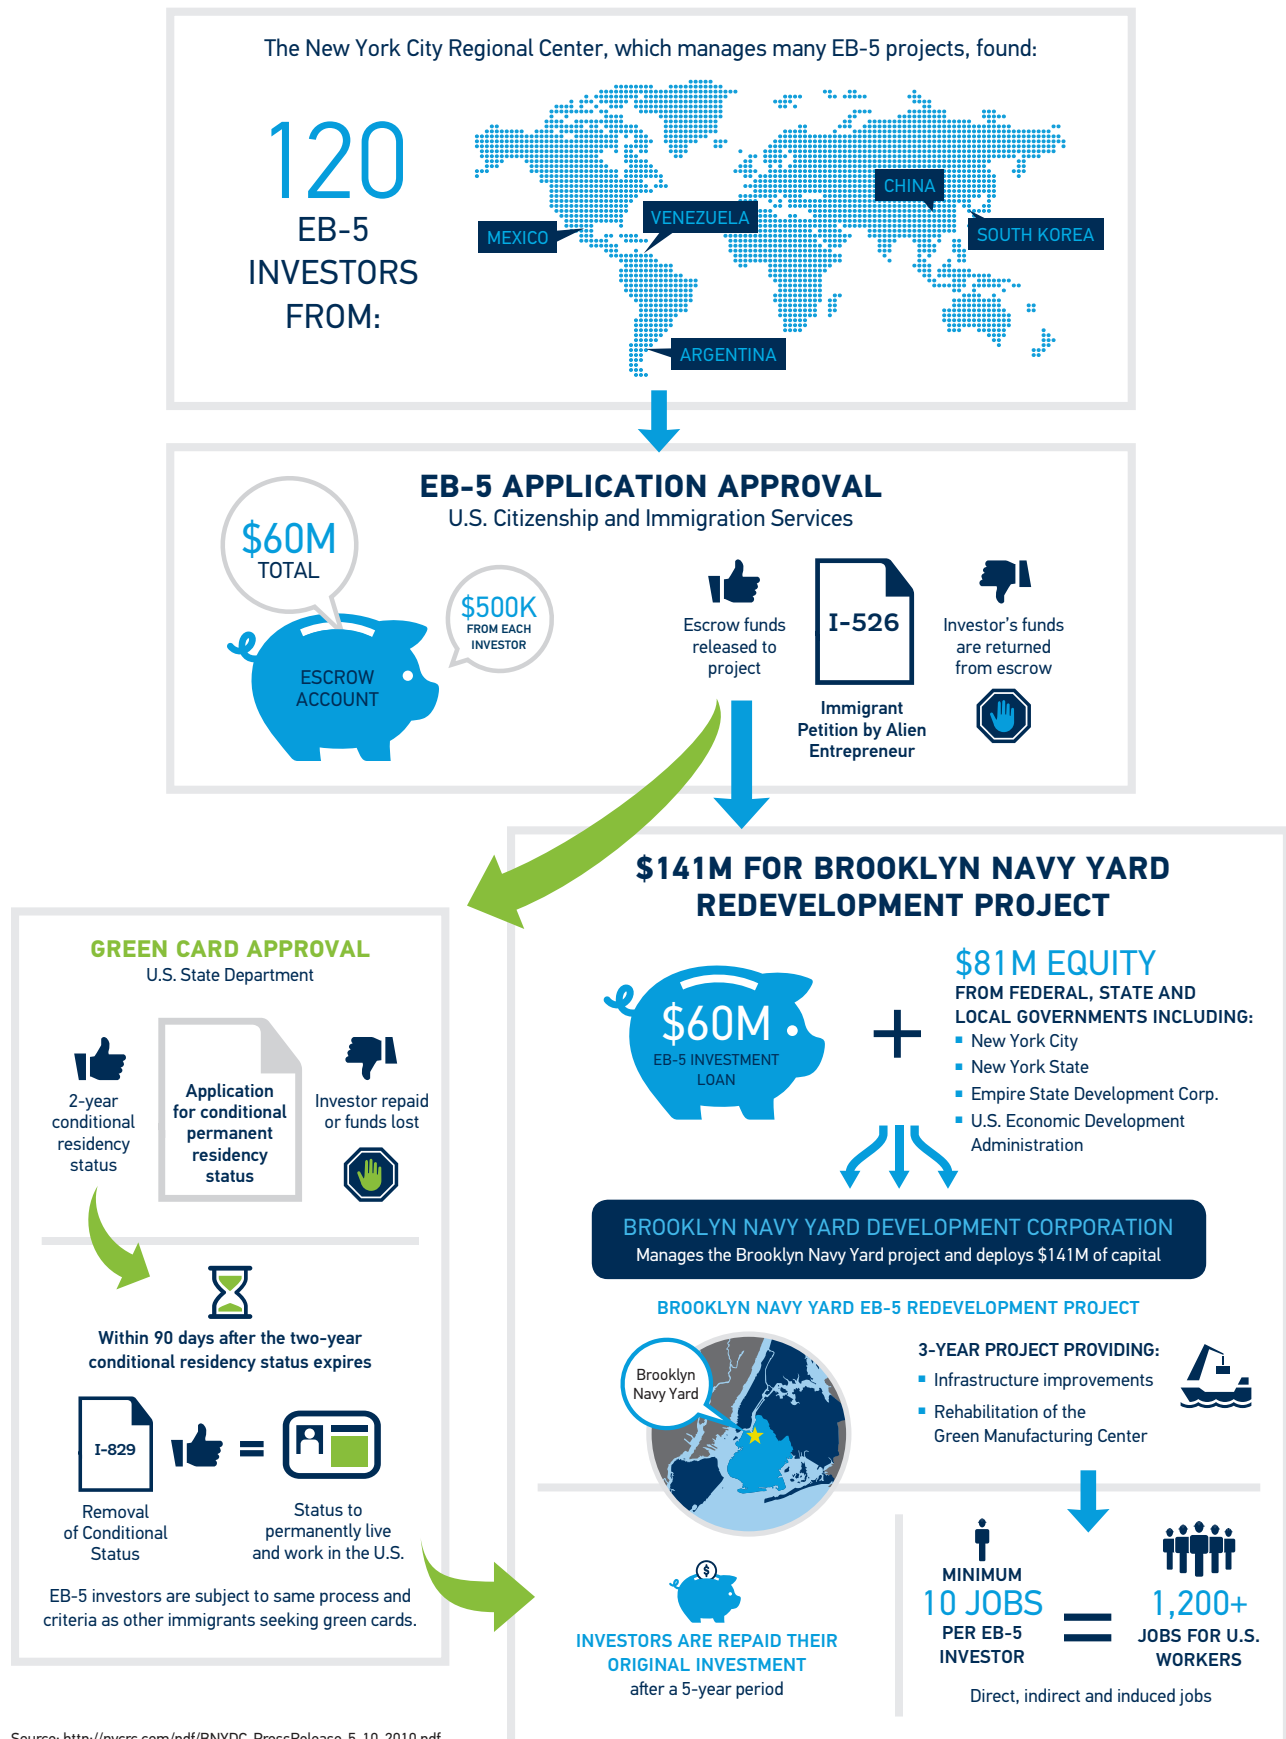 The New York City Regional Center, which manages many EB-5 projects, found:
120
EB-5
INVESTORS
FROM:
MEXICO
VENEZUELA
CHINA
SOUTH KOREA
ARGENTINA
EB-5 APPLICATION APPROVAL
U.S. Citizenship and Immigration Services
$60M
TOTAL
$500K
FROM EACH
INVESTOR
ESCROW
ACCOUNT
Escrow funds
released to
project
I-526
Immigrant
Petition by Alien
Entrepreneur
Investor's funds
are returned
from escrow
GREEN CARD APPROVAL
U.S. State Department
2-year
conditional
residency
status
Application
for conditional
permanent
residency
status
Investor repaid
or funds lost
Within 90 days after the two-year
conditional residency status expires
I-829
Removal
of Conditional
Status
Status to
permanently live
and work in the U.S.
EB-5 investors are subject to same process and
criteria as other immigrants seeking green cards.
$141M FOR BROOKLYN NAVY YARD
REDEVELOPMENT PROJECT
$60M
EB-5 INVESTMENT
LOAN
+
$81M EQUITY
FROM FEDERAL, STATE AND
LOCAL GOVERNMENTS INCLUDING:
▪ New York City
▪ New York State
▪ Empire State Development Corp.
▪ U.S. Economic Development
Administration
BROOKLYN NAVY YARD DEVELOPMENT CORPORATION
Manages the Brooklyn Navy Yard project and deploys $141M of capital
BROOKLYN NAVY YARD EB-5 REDEVELOPMENT PROJECT
Brooklyn
Navy Yard
3-YEAR PROJECT PROVIDING:
▪ Infrastructure improvements
▪ Rehabilitation of the
Green Manufacturing Center
$
INVESTORS ARE REPAID THEIR
ORIGINAL INVESTMENT
after a 5-year period
MINIMUM
10 JOBS
PER EB-5
INVESTOR
=
1,200+
JOBS FOR U.S.
WORKERS
Direct, indirect and induced jobs
Source: http://nycrc.com/pdf/BNYDC_PressRelease_5_10_2010.pdf